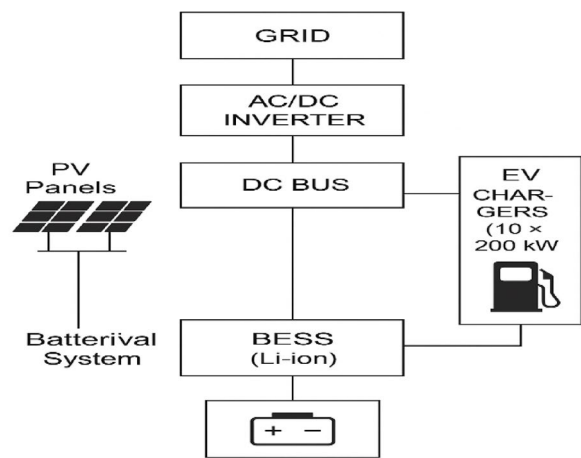 GRID
AC/DC
INVERTER
PV
Panels
DC BUS
EV
CHAR-
GERS
(10 ×
200 kW
Batterival
System
BESS
(Li-ion)
+ −